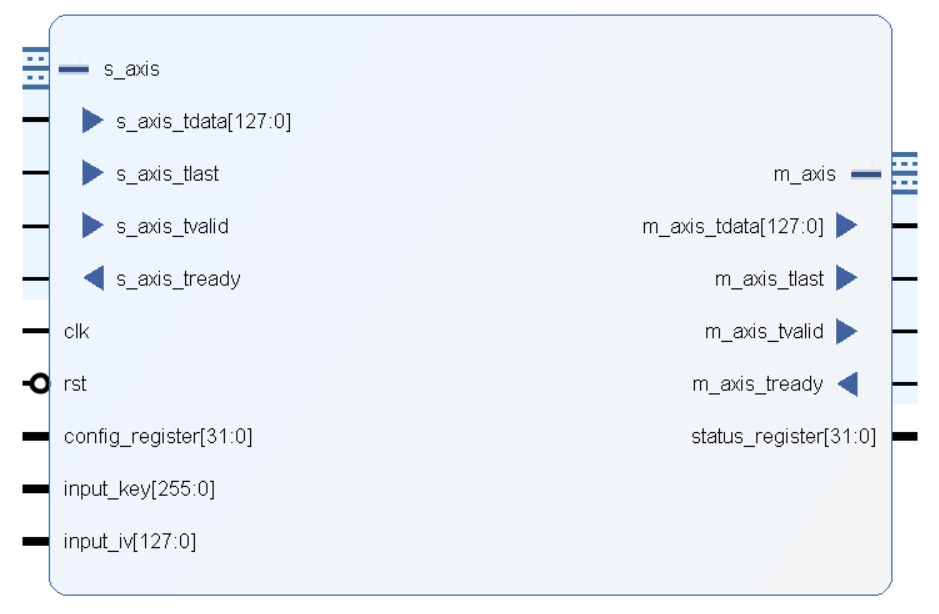 s_axis
s_axis_tdata[127:0]
s_axis_tlast
s_axis_tvalid
s_axis_tready
clk
rst
config_register[31:0]
input_key[255:0]
input_iv[127:0]
m_axis
m_axis_tdata[127:0]
m_axis_tlast
m_axis_tvalid
m_axis_tready
status_register[31:0]